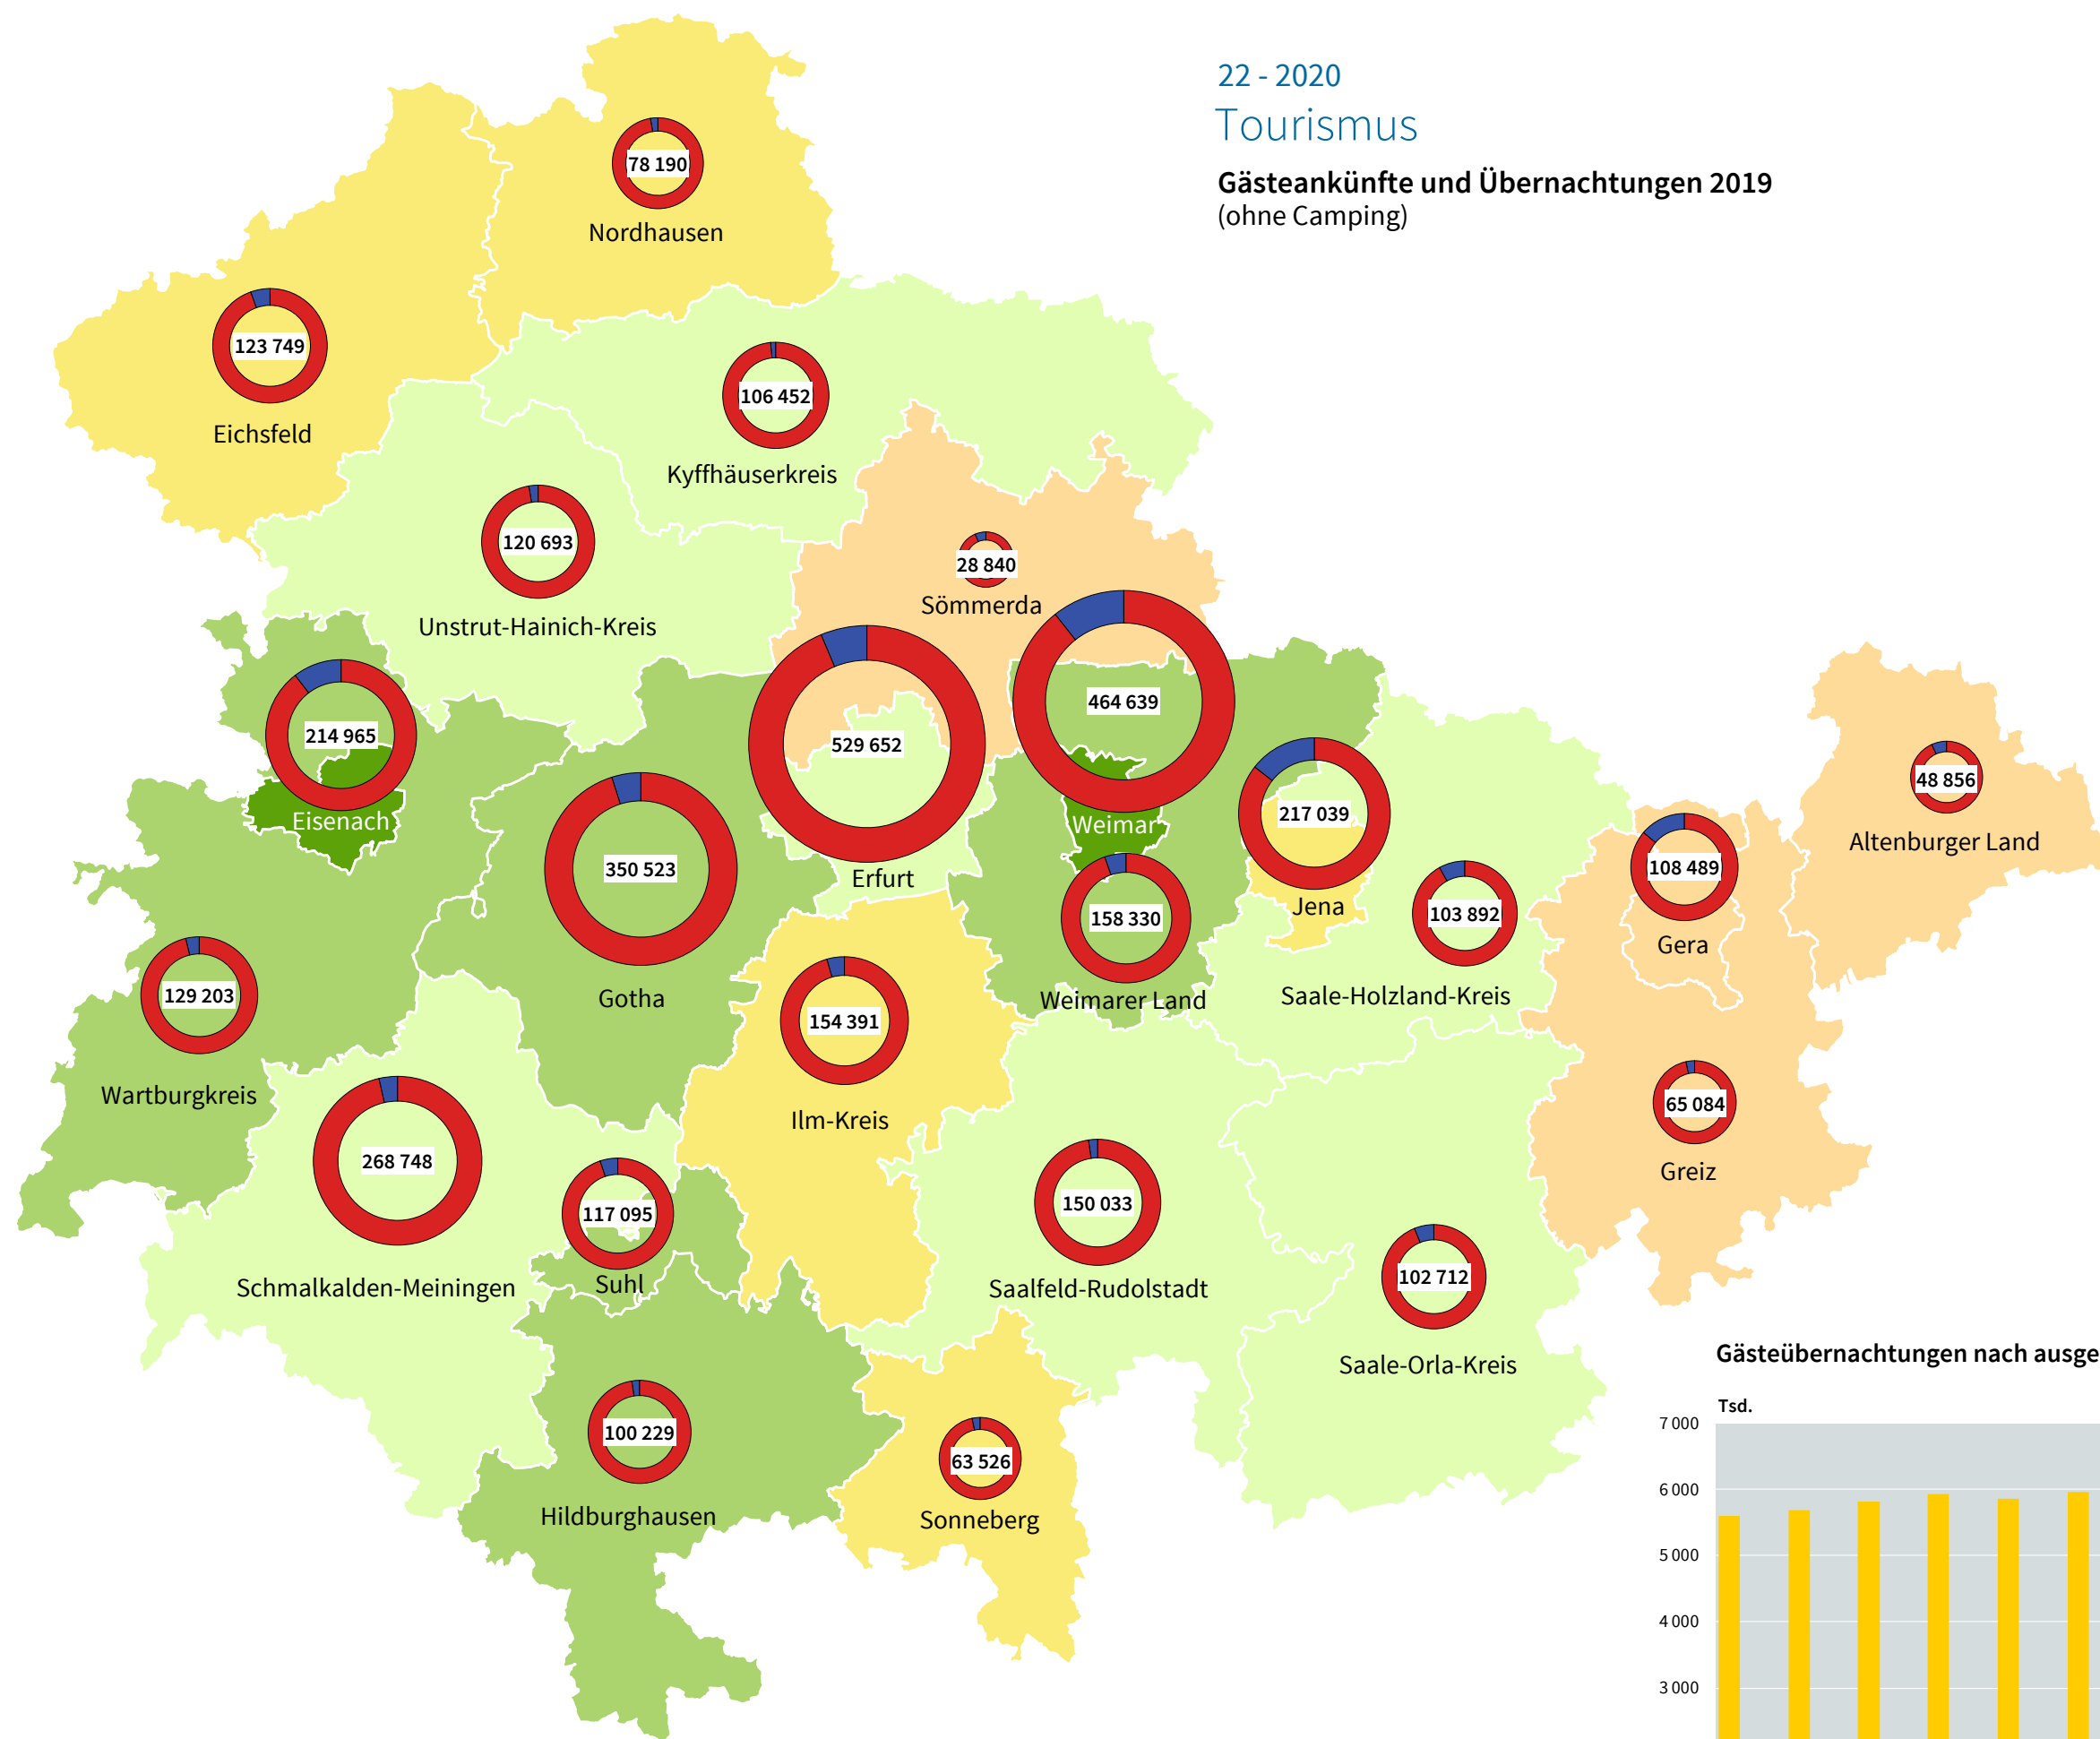 22 - 2020
Tourismus
Gästeankünfte und Übernachtungen 2019
(ohne Camping)
78 190
Nordhausen
123 749
Eichsfeld
106 452
Kyffhäuserkreis
120 693
Unstrut-Hainich-Kreis
28 840
Sömmerda
464 639
Weimar
529 652
Erfurt
214 965
Eisenach
350 523
Gotha
217 039
Jena
48 856
Altenburger Land
108 489
Gera
103 892
Saale-Holzland-Kreis
158 330
Weimarer Land
129 203
Wartburgkreis
154 391
Ilm-Kreis
65 084
Greiz
268 748
Schmalkalden-Meiningen
117 095
Suhl
150 033
Saalfeld-Rudolstadt
102 712
Saale-Orla-Kreis
100 229
Hildburghausen
63 526
Sonneberg
Gästeübernachtungen nach ausge
Tsd.
7 000
6 000
5 000
4 000
3 000